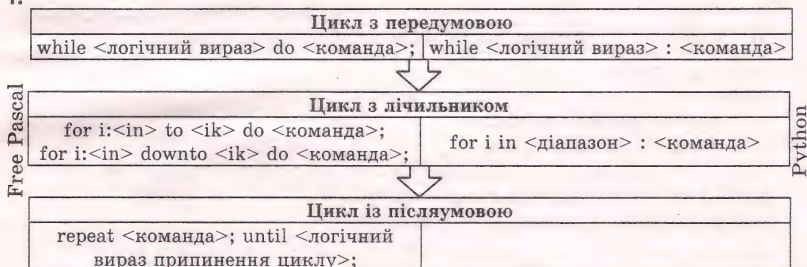 Цикл з передумовою
while <логічний вираз> do <команда>; while <логічний вираз> : <команда>
Free Pascal
Цикл з лічильником
for i:<in> to <ik> do <команда>;
for i:<in> downto <ik> do <команда>;
for i in <діапазон> : <команда>
Python
Цикл із післяумовою
repeat <команда>; until <логічний
вираз припинення циклу>;